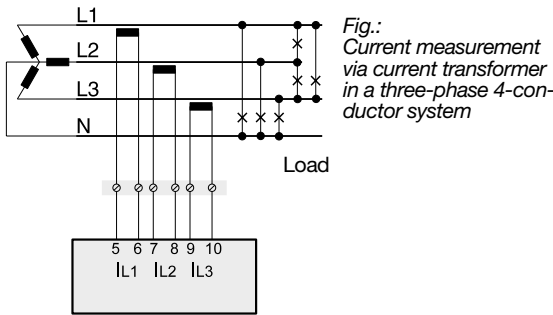 L1
L2
L3
N
Fig.:
Current measurement
via current transformer
in a three-phase 4-con-
ductor system
Load
5 6 7 8 9 10
IL1 IL2 IL3